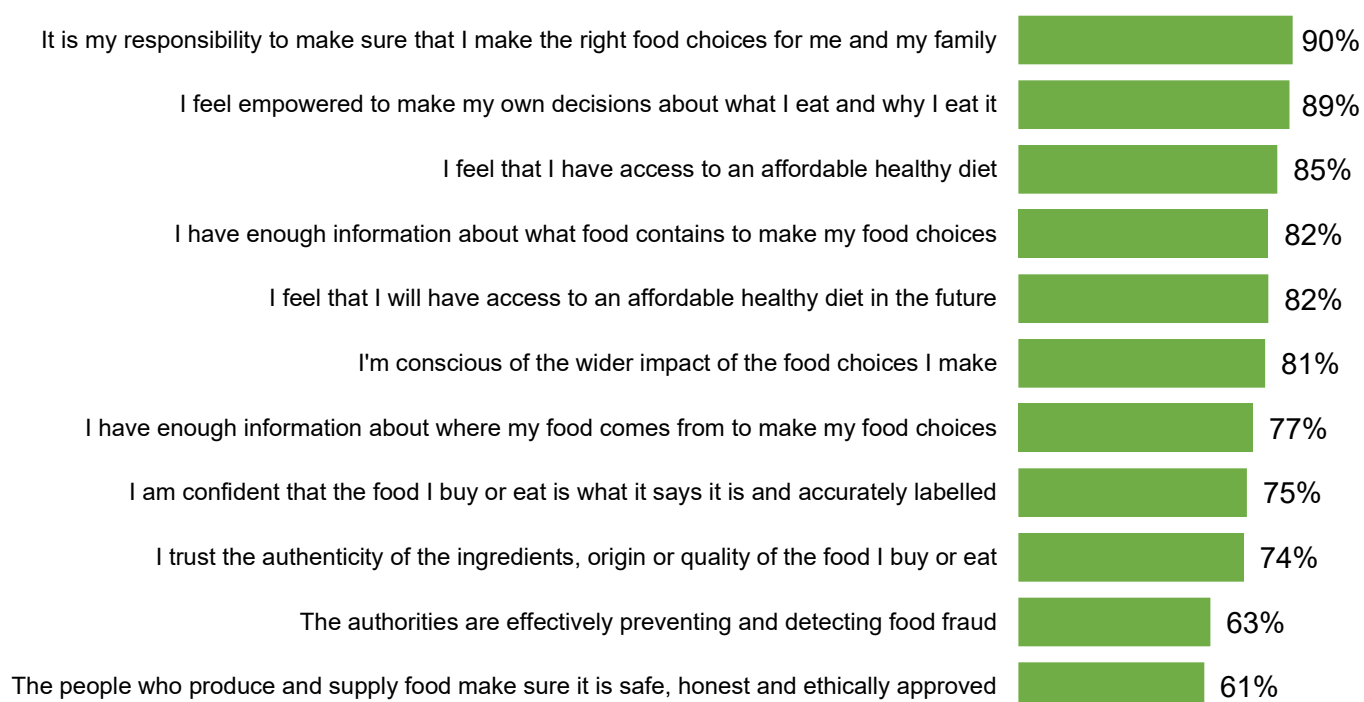 It is my responsibility to make sure that I make the right food choices for me and my family 90%
I feel empowered to make my own decisions about what I eat and why I eat it 89%
I feel that I have access to an affordable healthy diet 85%
I have enough information about what food contains to make my food choices 82%
I feel that I will have access to an affordable healthy diet in the future 82%
I'm conscious of the wider impact of the food choices I make 81%
I have enough information about where my food comes from to make my food choices 77%
I am confident that the food I buy or eat is what it says it is and accurately labelled 75%
I trust the authenticity of the ingredients, origin or quality of the food I buy or eat 74%
The authorities are effectively preventing and detecting food fraud 63%
The people who produce and supply food make sure it is safe, honest and ethically approved 61%